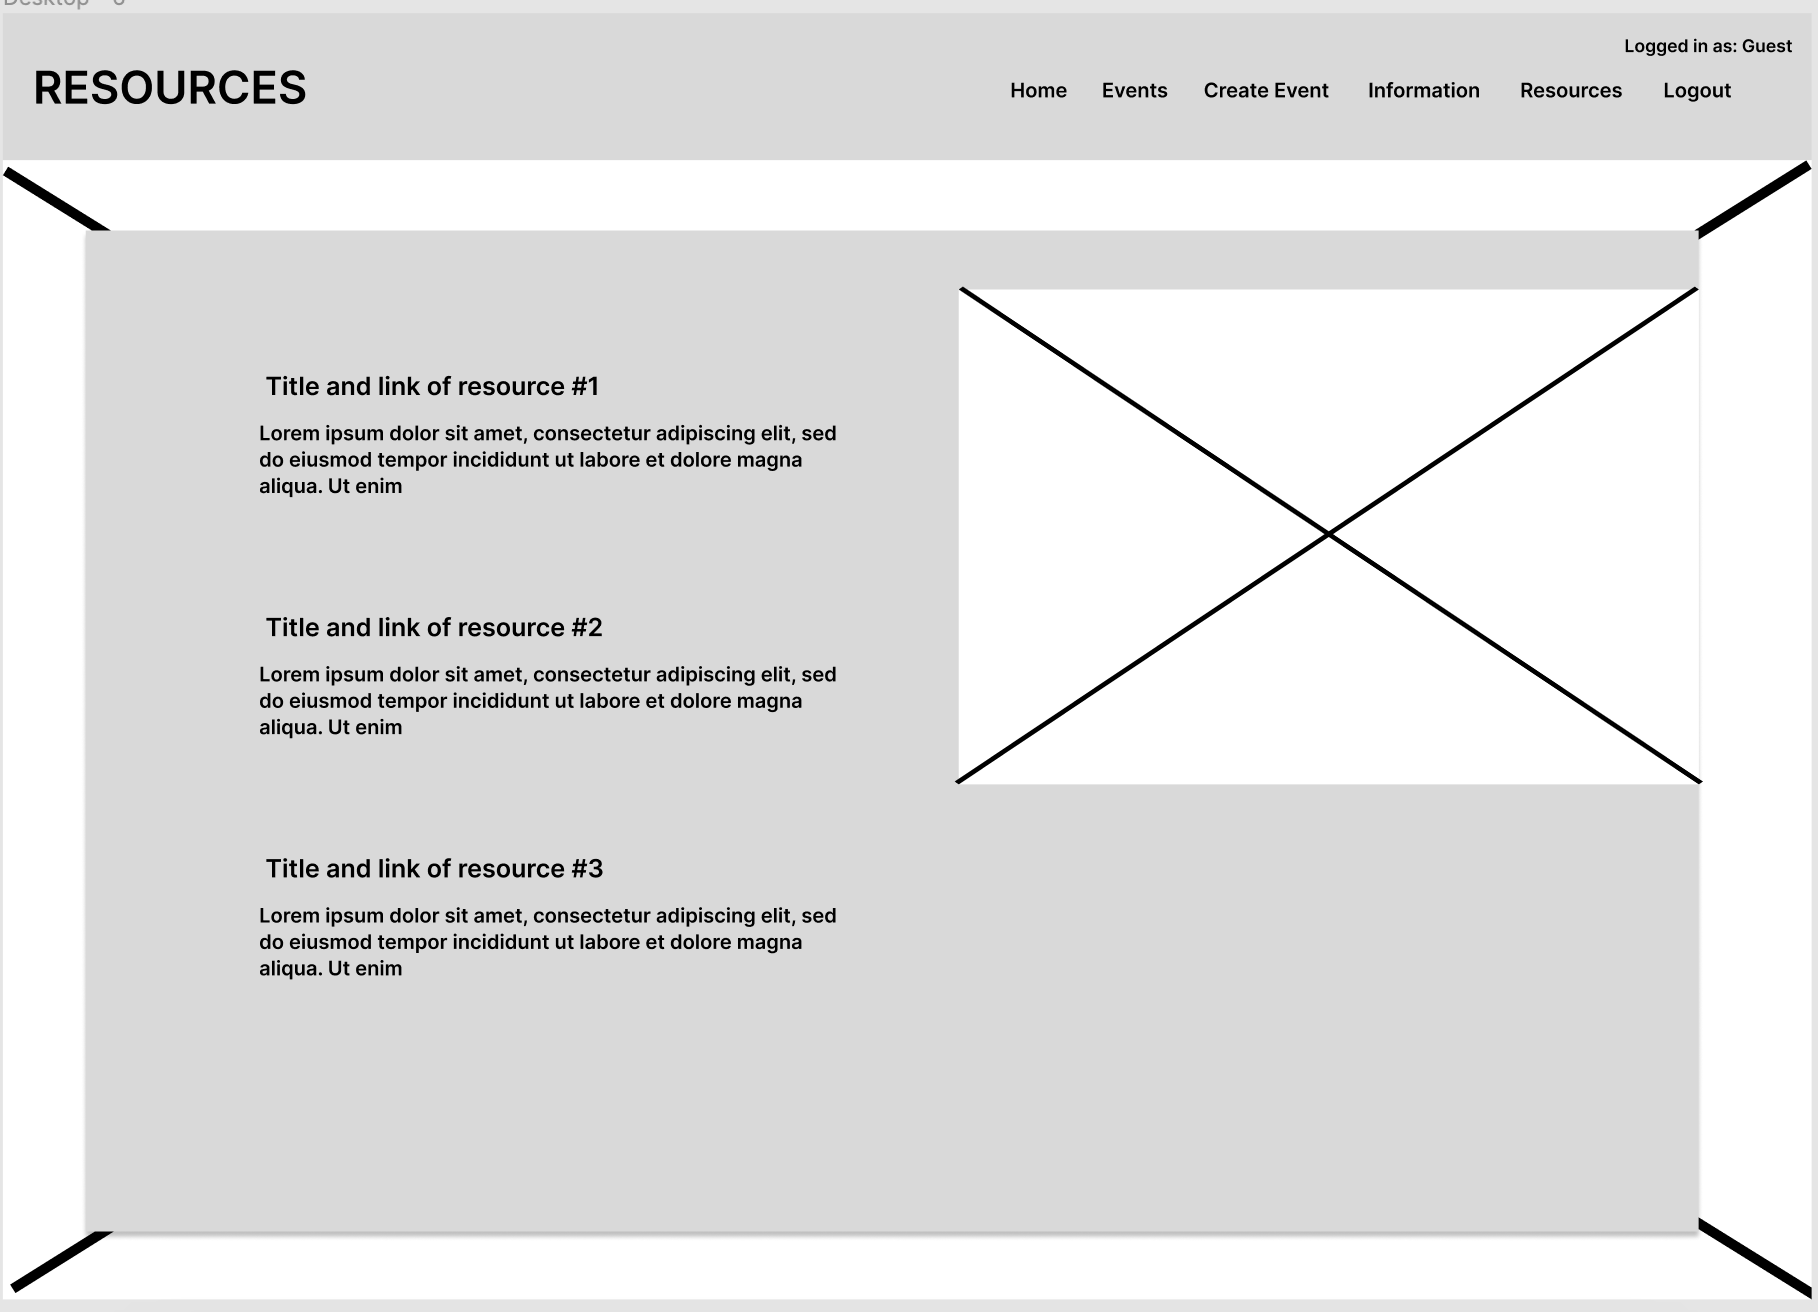 RESOURCES
Logged in as: Guest
Home Events Create Event Information Resources Logout
Title and link of resource #1
Lorem ipsum dolor sit amet, consectetur adipiscing elit, sed
do eiusmod tempor incididunt ut labore et dolore magna
aliqua. Ut enim
Title and link of resource #2
Lorem ipsum dolor sit amet, consectetur adipiscing elit, sed
do eiusmod tempor incididunt ut labore et dolore magna
aliqua. Ut enim
Title and link of resource #3
Lorem ipsum dolor sit amet, consectetur adipiscing elit, sed
do eiusmod tempor incididunt ut labore et dolore magna
aliqua. Ut enim